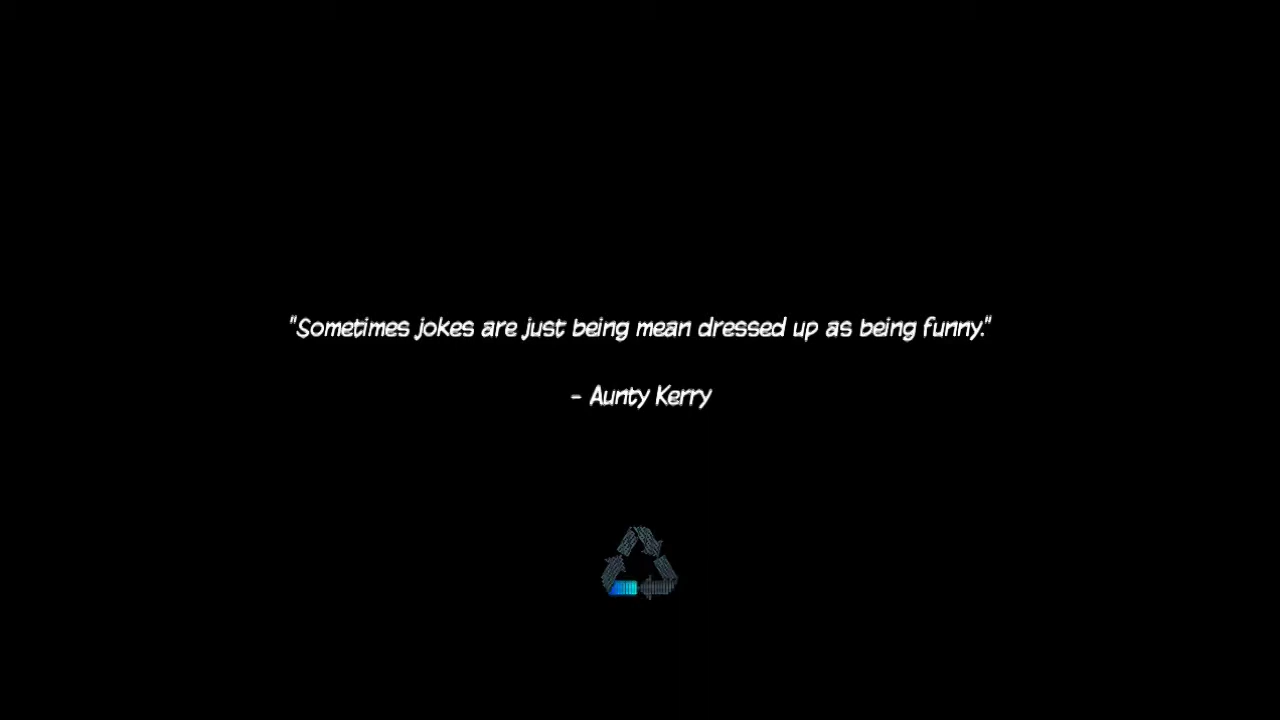 "Sometimes jokes are just being mean dressed up as being funny."
- Aunty Kerry